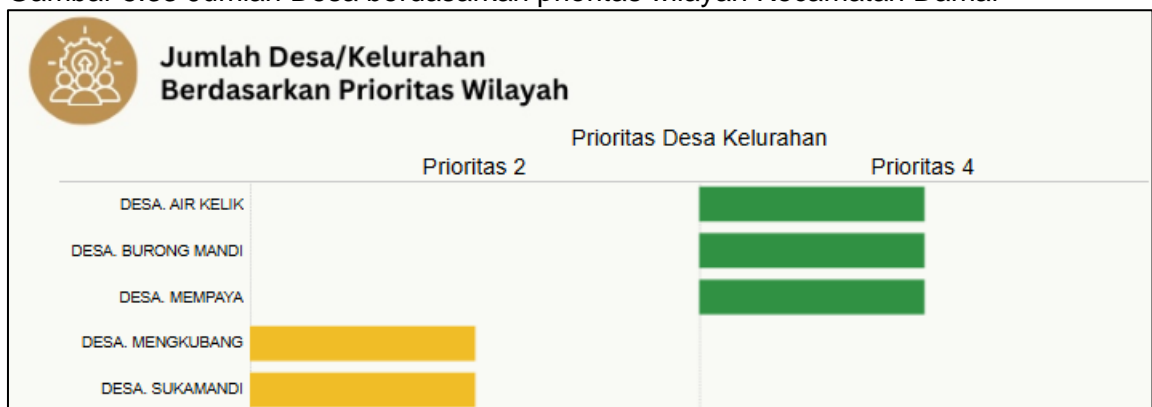 Jumlah Desa/Kelurahan
Berdasarkan Prioritas Wilayah
Prioritas Desa Kelurahan
Prioritas 2 Prioritas 4
DESA. AIR KELIK
DESA. BURONG MANDI
DESA. MEMPAYA
DESA. MENGKUBANG
DESA. SUKAMANDI